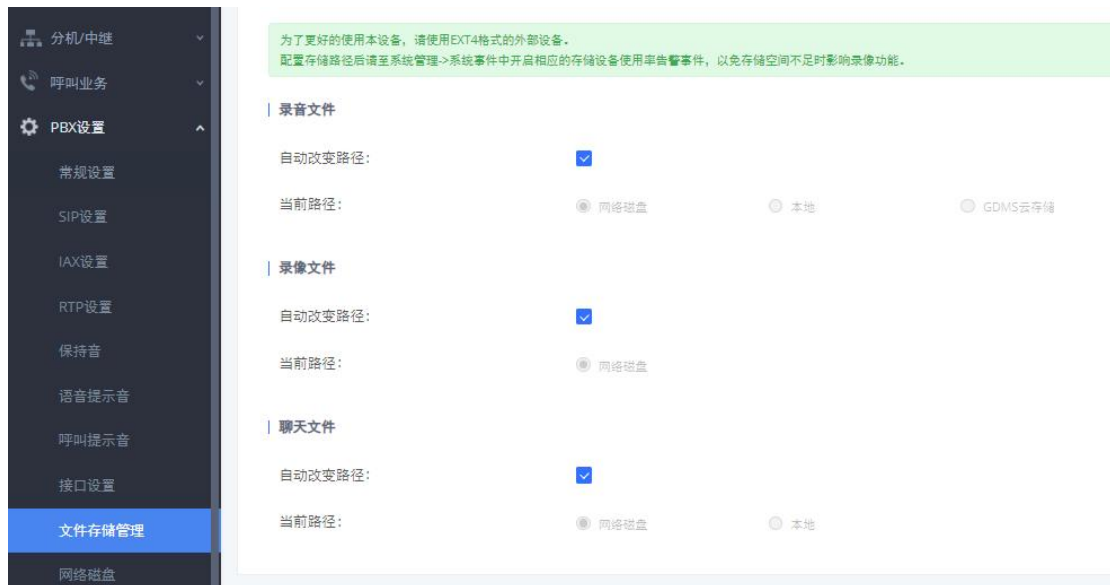 分机/中继
呼叫业务
PBX设置
常规设置
SIP设置
IAX设置
RTP设置
保持音
语音提示音
呼叫提示音
接口设置
文件存储管理
网络磁盘
为了更好的使用本设备，请使用EXT4格式的外部设备。
配置存储路径后请至系统管理->系统事件中开启相应的存储设备使用率告警事件，以免存储空间不足时影响录像功能。
录音文件
自动改变路径：
当前路径： 网络磁盘 本地 GDMS云存储
录像文件
自动改变路径：
当前路径： 网络磁盘
聊天文件
自动改变路径：
当前路径： 网络磁盘 本地